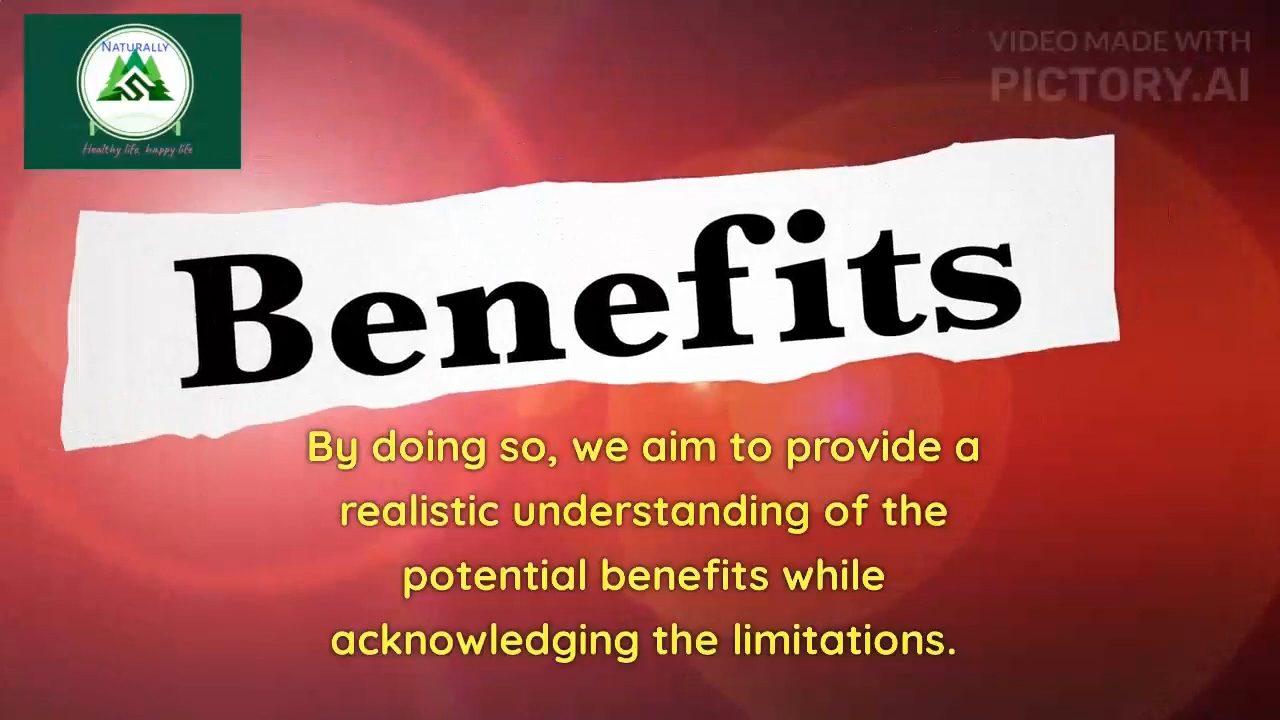 NATURALLY
Healthy life, happy life
VIDEO MADE WITH
PICTORY.AI
Benefits
By doing so, we aim to provide a
realistic understanding of the
potential benefits while
acknowledging the limitations.